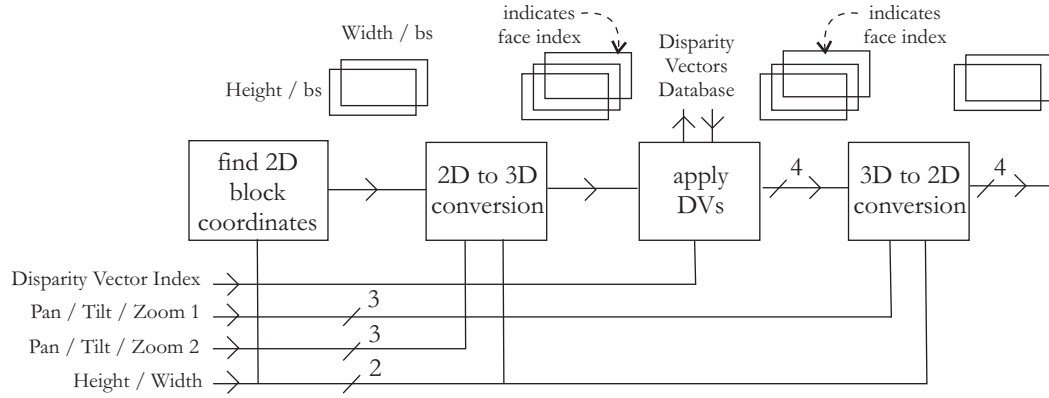 indicates
face index
indicates
face index
Width / bs
Disparity
Vectors
Database
Height / bs
find 2D
block
coordinates
2D to 3D
conversion
apply
DVs
4
3D to 2D
conversion
4
Disparity Vector Index
Pan / Tilt / Zoom 1
3
Pan / Tilt / Zoom 2
3
Height / Width
2